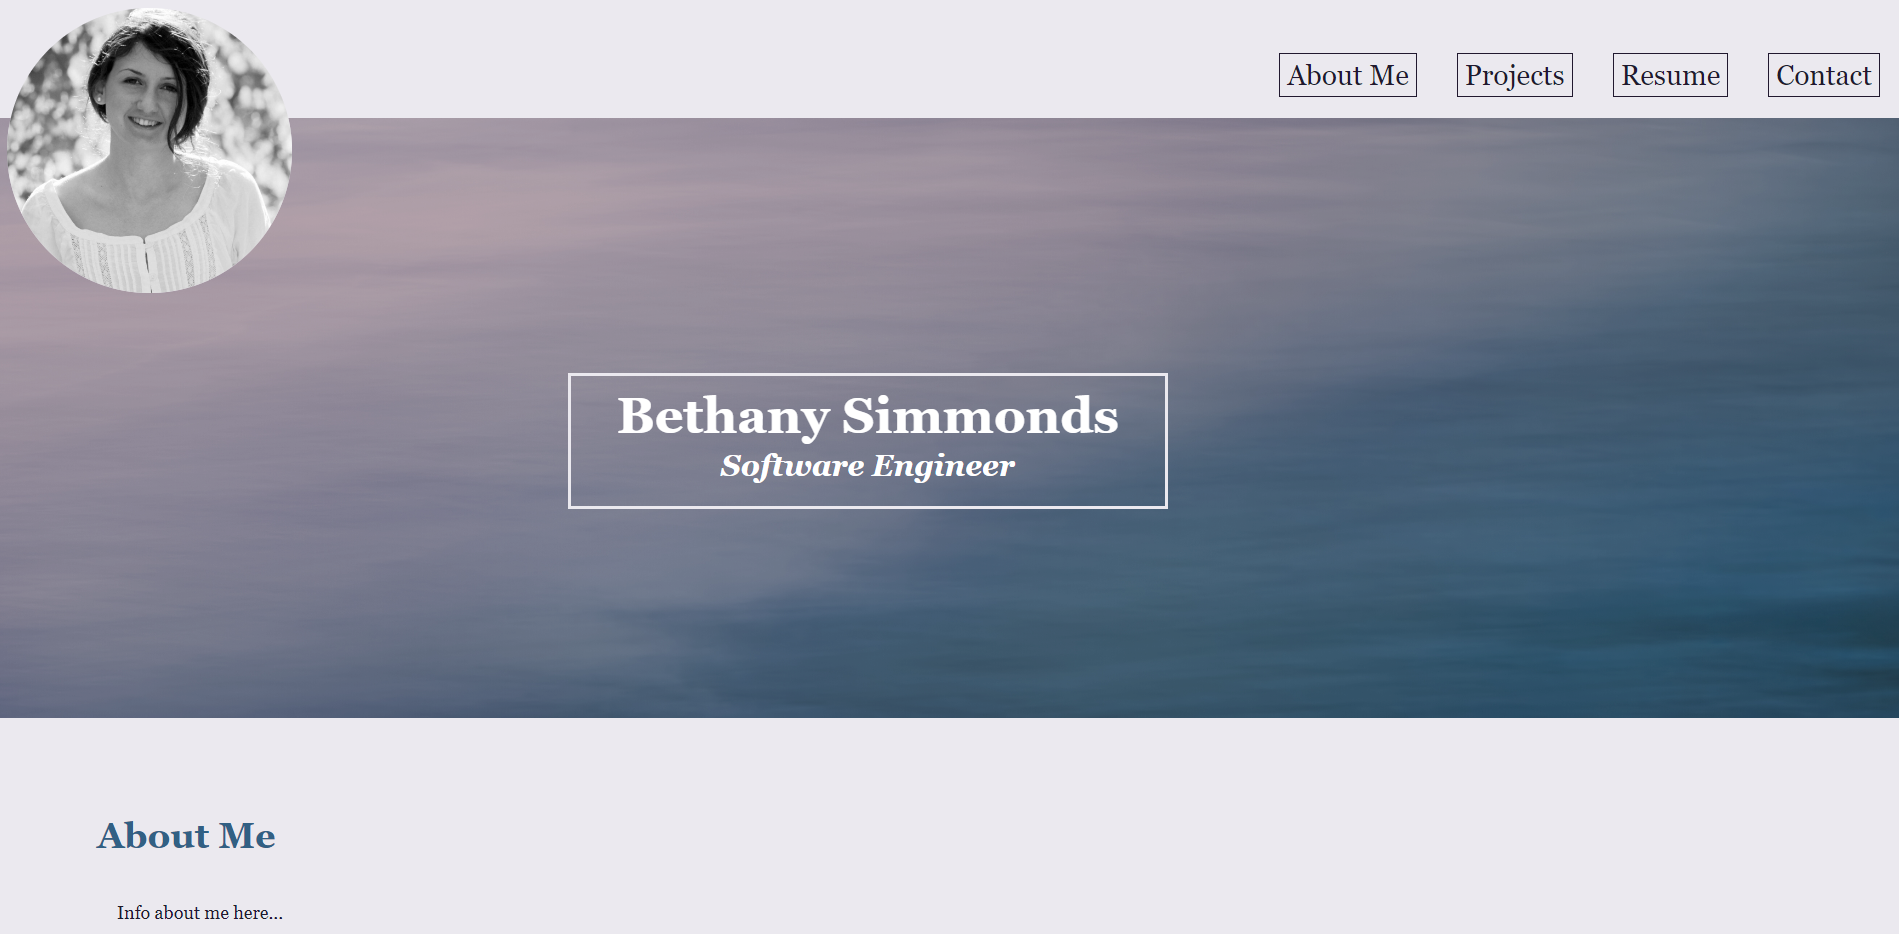 About Me Projects Resume Contact
Bethany Simmonds
Software Engineer
About Me
Info about me here...